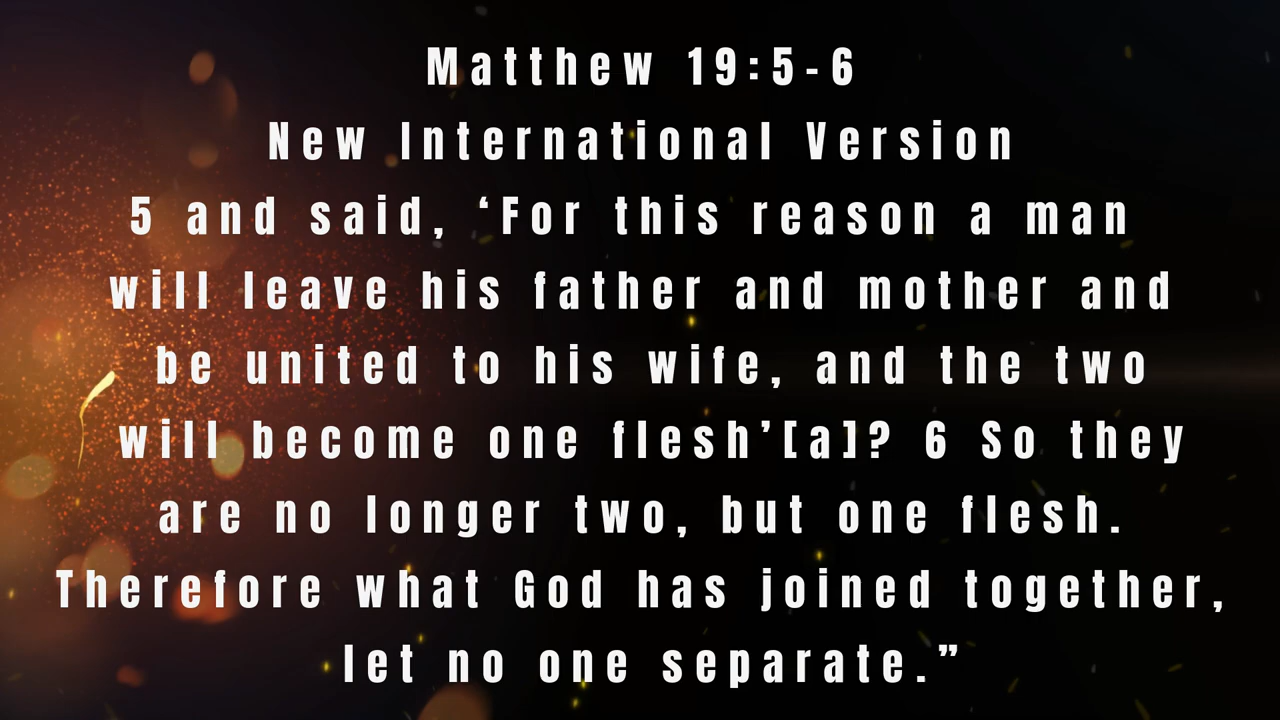 Matthew 19:5-6
New International Version
5 and said, ‘For this reason a man
will leave his father and mother and
be united to his wife, and the two
will become one flesh’[a]? 6 So they
are no longer two, but one flesh.
Therefore what God has joined together,
let no one separate.”